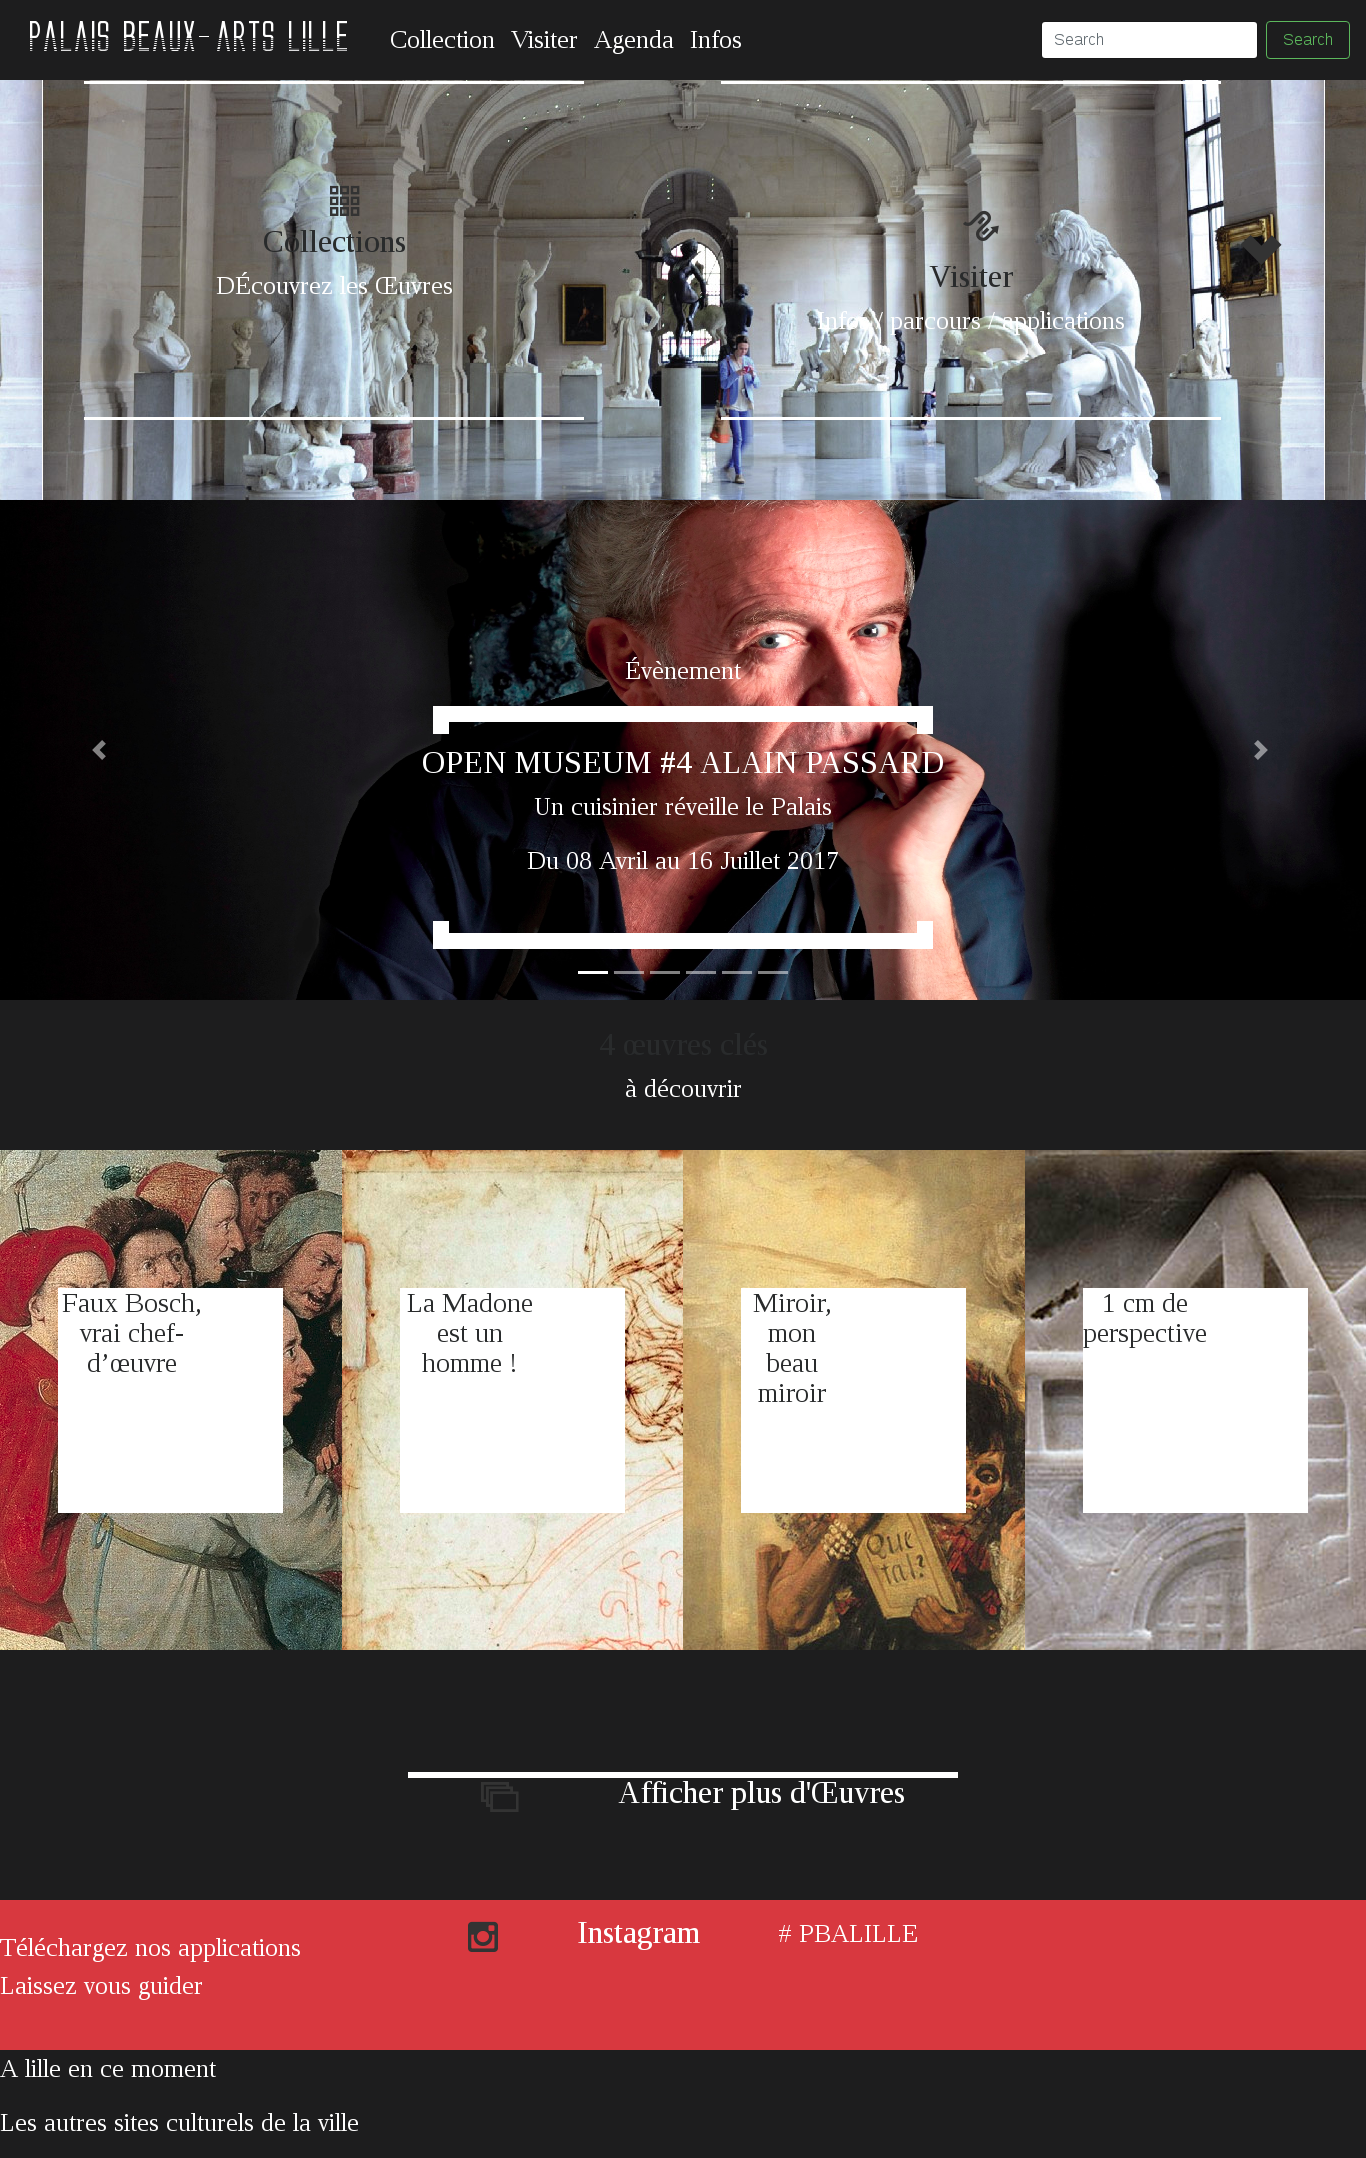 PALAIS BEAUX-ARTS LILLE
Collection Visiter Agenda Infos
Search
Search
Collections
DÉcouvrez les Œuvres
Visiter
Infos / parcours / applications
Évènement
OPEN MUSEUM #4 ALAIN PASSARD
Un cuisinier réveille le Palais
Du 08 Avril au 16 Juillet 2017
4 œuvres clés
à découvrir
Faux Bosch,
vrai chef-
d’œuvre
La Madone
est un
homme !
Miroir,
mon
beau
miroir
1 cm de
perspective
Que
tal?
Afficher plus d'Œuvres
Téléchargez nos applications
Laissez vous guider
Instagram
# PBALILLE
A lille en ce moment
Les autres sites culturels de la ville